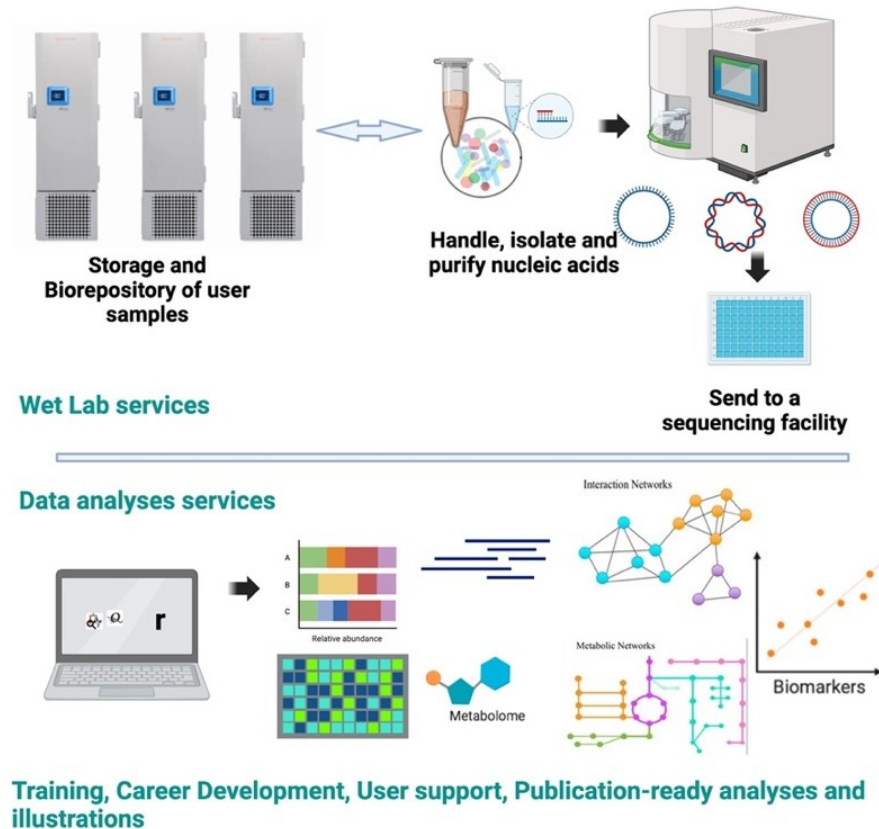 Storage and
Biorepository of user
samples
Handle, isolate and
purify nucleic acids
Send to a
sequencing facility
Wet Lab services
Data analyses services
Interaction Networks
A
B
C
Relative abundance
r
Metabolome
Metabolic Networks
Biomarkers
Training, Career Development, User support, Publication-ready analyses and
illustrations